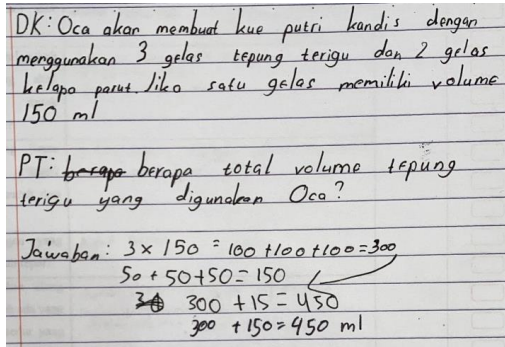 DK: Oca akan membuat kue putri kandis dengan
menggunakan 3 gelas tepung terigu dan 2 gelas
kelapa parut. Jika satu gelas memiliki volume
150 ml
PT: berapa berapa total volume tepung
terigu yang digunakan Oca?
Jawaban: 3 x 150 = 100 + 100 + 100 = 300
50 + 50 + 50 = 150
300 + 15 = 450
300 + 150 = 450 ml